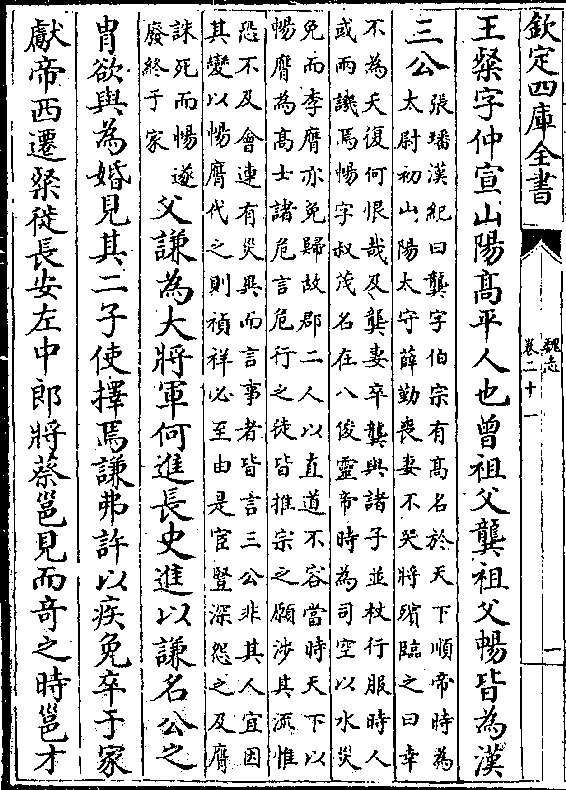 欽定四庫全書
魏志
卷二十一
一
王粲字仲宣山陽髙平人也曾祖父龔祖父暢皆為漢
三公
張璠漢紀曰龔字伯宗有髙名於天下順帝時為
太尉初山陽太守薛勤喪妻不哭將殯臨之曰幸
不為夭復何恨哉及龔妻卒龔與諸子並杖行服時人
或兩譏焉暢字叔茂名在八俊靈帝時為司空以水災
免而李膺亦免歸故郡二人以直道不容當時天下以
暢膺為髙士諸危言危行之徒皆推宗之願涉其流惟
恐不及會連有災異而言事者皆言三公非其人宜因
其變以暢膺代之則禎祥必至由是宦豎深怨之及膺
誅死而暢遂
廢終于家
父謙為大將軍何進長史進以謙名公之
胄欲與為婚見其二子使擇焉謙弗許以疾免卒于家
獻帝西遷粲徙長安左中郎將蔡邕見而奇之時邕才